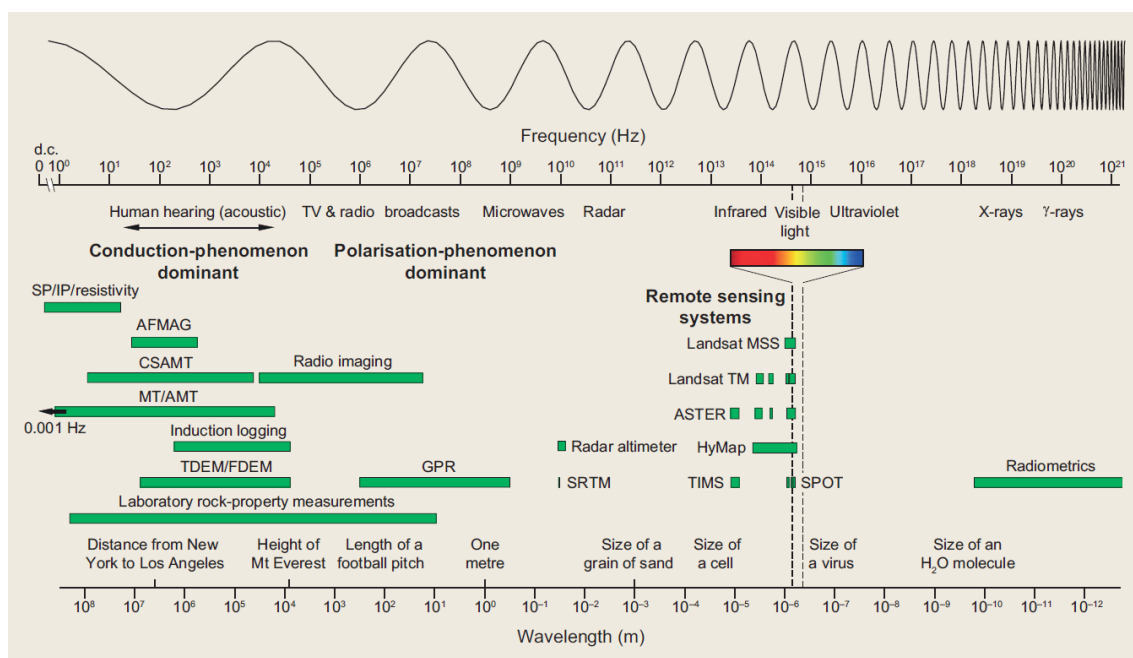 Frequency (Hz)
d.c.
0 10⁰ 10¹ 10² 10³ 10⁴ 10⁵ 10⁶ 10⁷ 10⁸ 10⁹ 10¹⁰ 10¹¹ 10¹² 10¹³ 10¹⁴ 10¹⁵ 10¹⁶ 10¹⁷ 10¹⁸ 10¹⁹ 10²⁰ 10²¹
Human hearing (acoustic) TV & radio broadcasts Microwaves Radar Infrared Visible Ultraviolet X-rays γ-rays
light
Conduction-phenomenon
dominant
Polarisation-phenomenon
dominant
SP/IP/resistivity
Remote sensing
systems
AFMAG
Landsat MSS
CSAMT Radio imaging
Landsat TM
MT/AMT
ASTER
0.001 Hz
Induction logging
Radar altimeter HyMap
TDEM/FDEM GPR Radiometrics
SRTM TIMS SPOT
Laboratory rock-property measurements
Distance from New
York to Los Angeles
Height of
Mt Everest
Length of a
football pitch
One
metre
Size of a
grain of sand
Size of
a cell
Size of
a virus
Size of an
H₂O molecule
10⁸ 10⁷ 10⁶ 10⁵ 10⁴ 10³ 10² 10¹ 10⁰ 10⁻¹ 10⁻² 10⁻³ 10⁻⁴ 10⁻⁵ 10⁻⁶ 10⁻⁷ 10⁻⁸ 10⁻⁹ 10⁻¹⁰ 10⁻¹¹ 10⁻¹²
Wavelength (m)